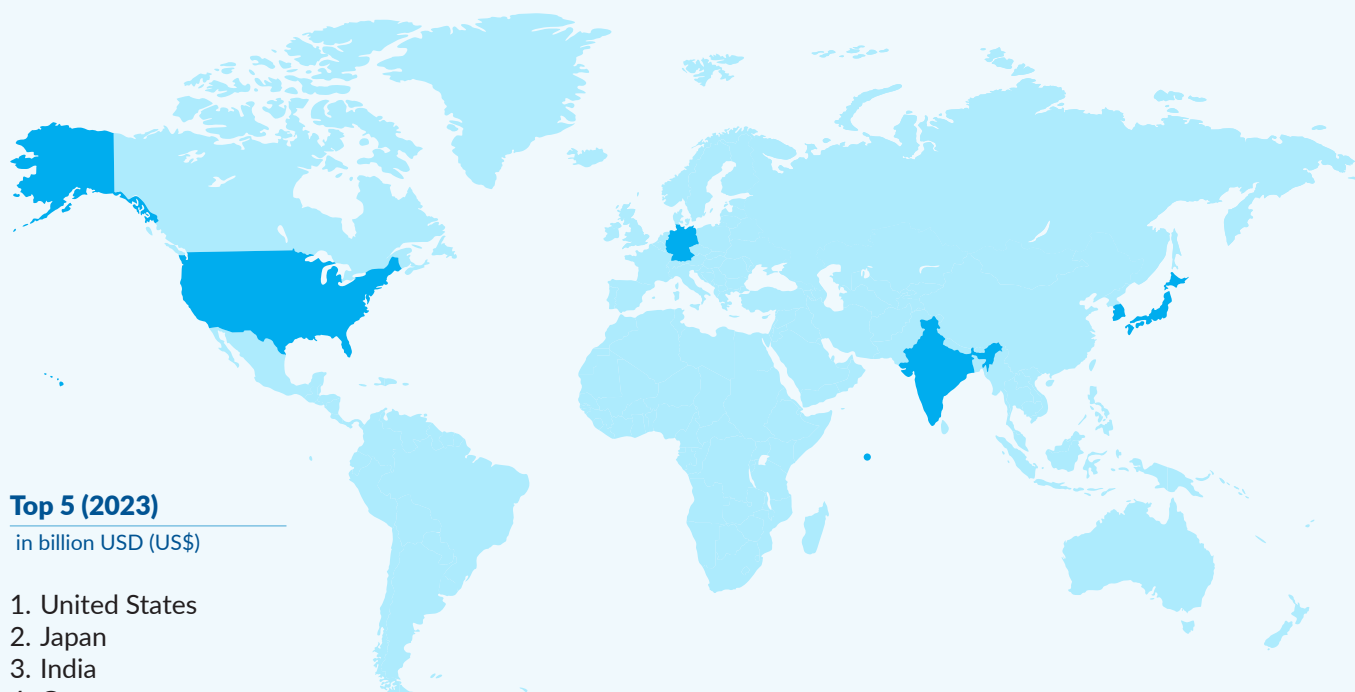 Top 5 (2023)
in billion USD (US$)
1. United States
2. Japan
3. India